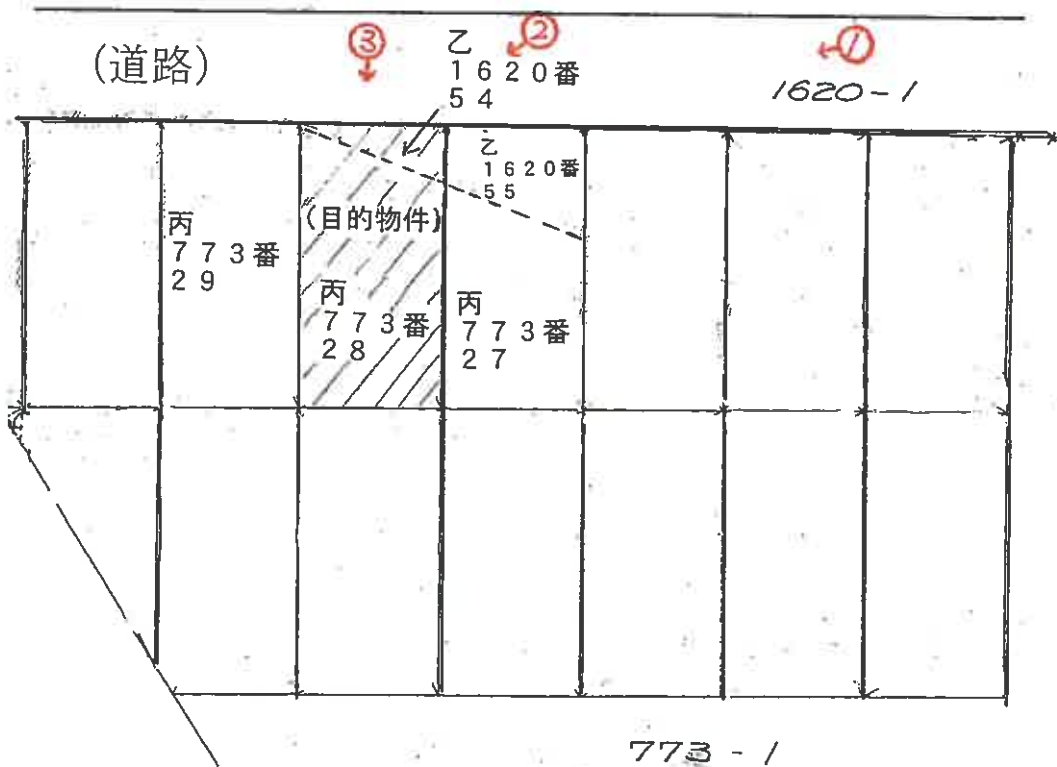 (道路)
③
乙
1620番
54
②
①
1620-1
乙
1620番
55
(目的物件)
丙
773番
29
丙
773番
28
丙
773番
27
773-1